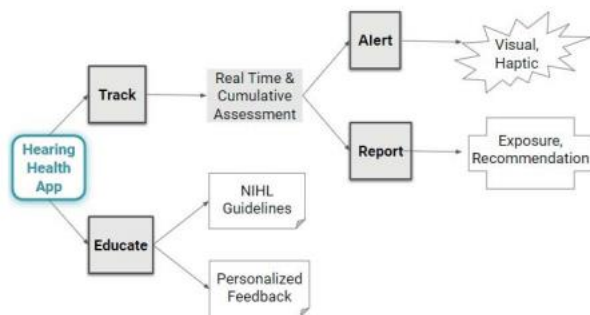 Alert
Visual,
Haptic
Track
Real Time &
Cumulative
Assessment
Hearing
Health
App
Report
Exposure,
Recommendation
NIHL
Guidelines
Educate
Personalized
Feedback